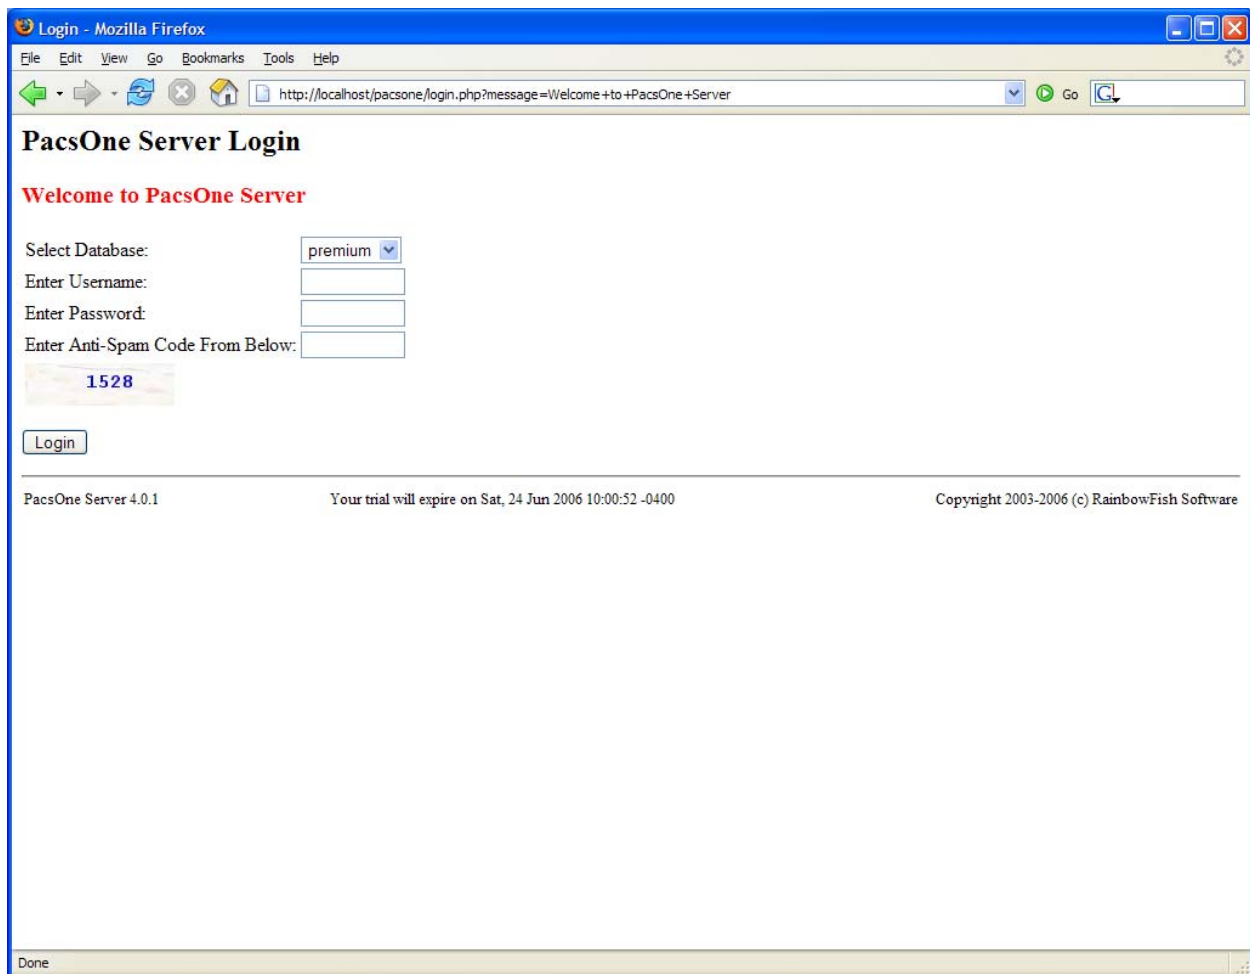 Login - Mozilla Firefox
File Edit View Go Bookmarks Tools Help
http://localhost/pacsone/login.php?message=Welcome+to+PacsOne+Server Go G
PacsOne Server Login
Welcome to PacsOne Server
Select Database: premium
Enter Username:
Enter Password:
Enter Anti-Spam Code From Below:
1528
Login
PacsOne Server 4.0.1 Your trial will expire on Sat, 24 Jun 2006 10:00:52 -0400 Copyright 2003-2006 (c) RainbowFish Software
Done